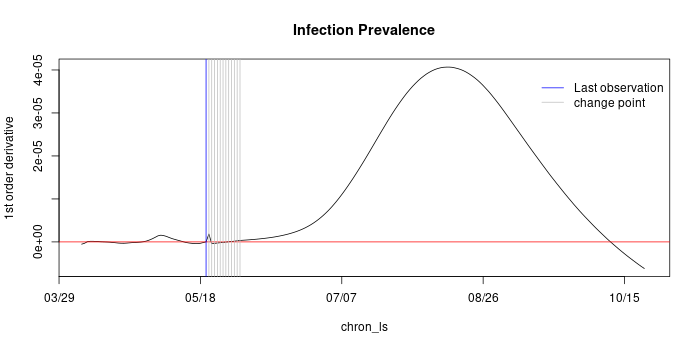 Infection Prevalence
1st order derivative
4e-05
3e-05
2e-05
0e+00
Last observation
change point
03/29
05/18
07/07
08/26
10/15
chron_ls